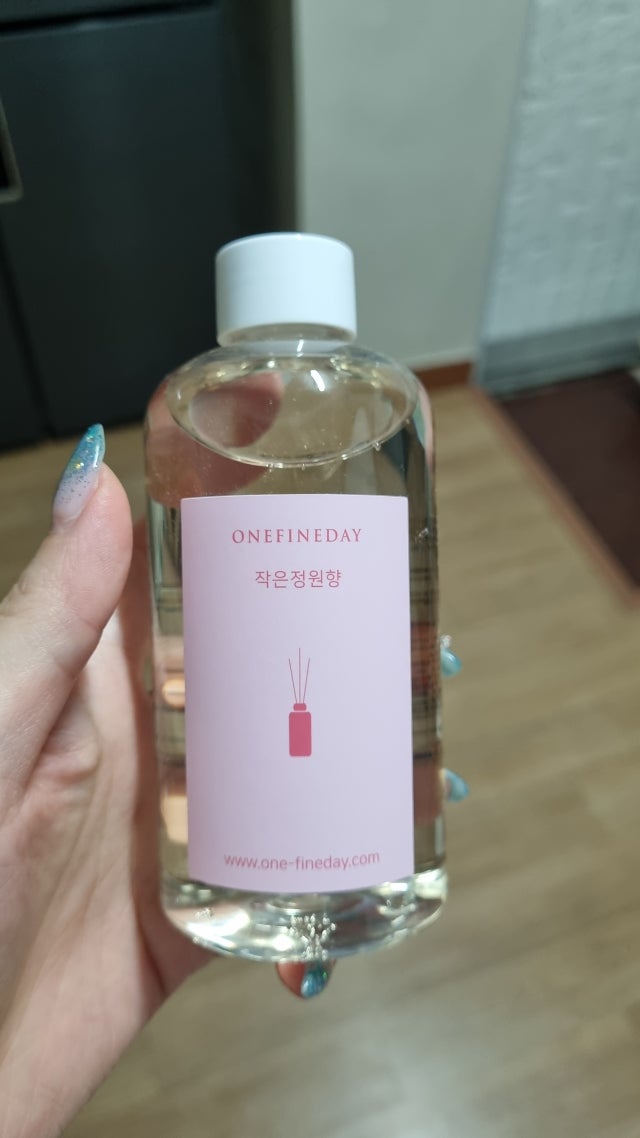 ONEFINEDAY
작은정원향
www.one-fineday.com